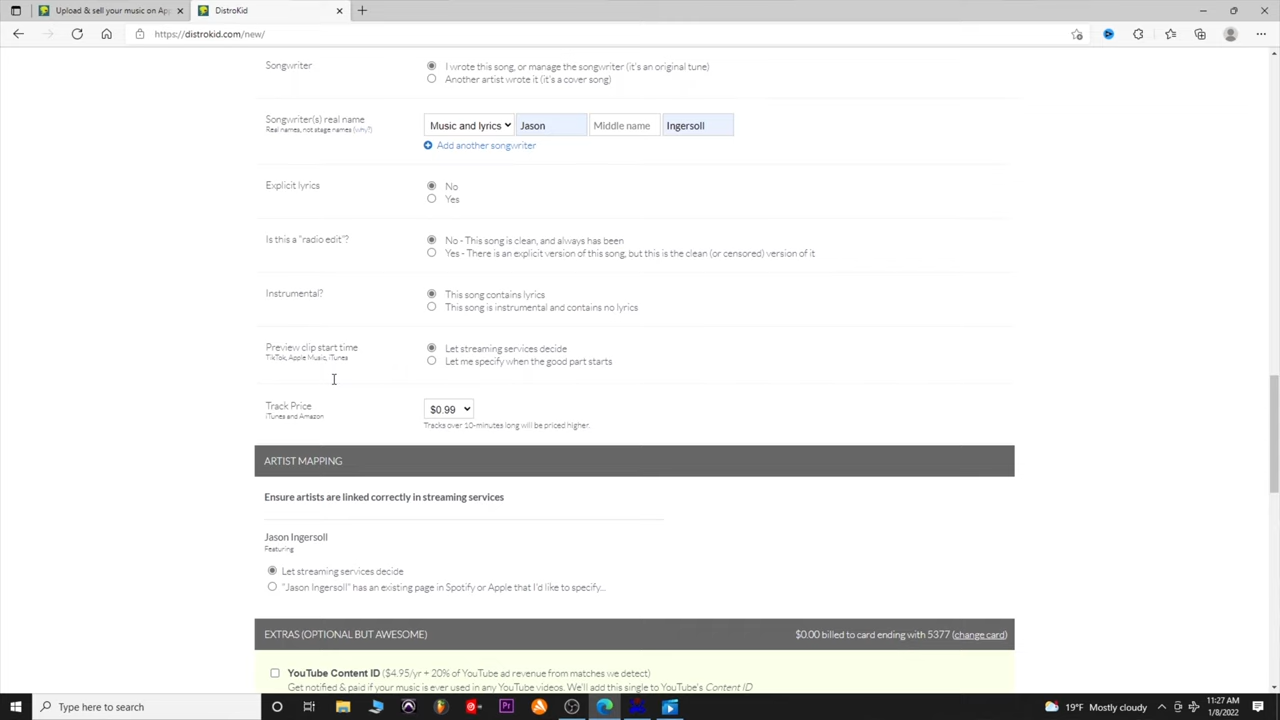 Upload & sell your music on App
DistroKid
https://distrokid.com/new/
Songwriter
I wrote this song, or manage the songwriter (it's an original tune)
Another artist wrote it (it's a cover song)
Songwriter(s) real name
Real names, not stage names (why?)
Music and lyrics
Jason
Middle name
Ingersoll
Add another songwriter
Explicit lyrics
No
Yes
Is this a "radio edit"?
No - This song is clean, and always has been
Yes - There is an explicit version of this song, but this is the clean (or censored) version of it
Instrumental?
This song contains lyrics
This song is instrumental and contains no lyrics
Preview clip start time
TikTok, Apple Music, iTunes
Let streaming services decide
Let me specify when the good part starts
Track Price
iTunes and Amazon
$0.99
Tracks over 10-minutes long will be priced higher.
ARTIST MAPPING
Ensure artists are linked correctly in streaming services
Jason Ingersoll
Featuring
Let streaming services decide
"Jason Ingersoll" has an existing page in Spotify or Apple that I'd like to specify...
EXTRAS (OPTIONAL BUT AWESOME)
$0.00 billed to card ending with 5377 (change card)
YouTube Content ID ($4.95/yr + 20% of YouTube ad revenue from matches we detect)
Get notified & paid if your music is ever used in any YouTube videos. We'll add this single to YouTube's Content ID
Type here to search
Pr
19°F Mostly cloudy
11:27 AM
1/8/2022